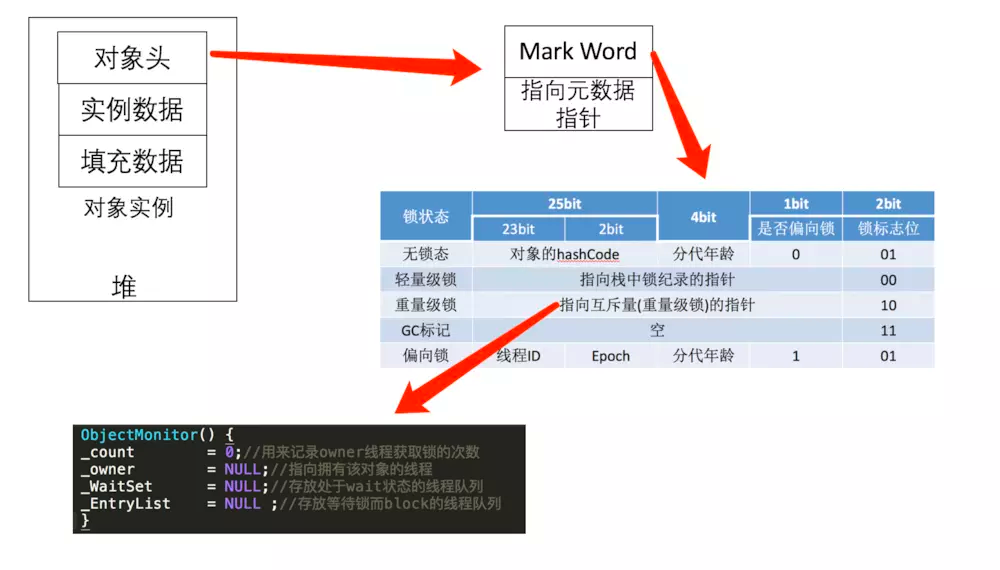 对象头
实例数据
填充数据
对象实例
堆
Mark Word
指向元数据
指针
锁状态 25bit 4bit 1bit 2bit
23bit 2bit 是否偏向锁 锁标志位
无锁态 对象的hashCode 分代年龄 0 01
轻量级锁 指向栈中锁纪录的指针 00
重量级锁 指向互斥量(重量级锁)的指针 10
GC标记 空 11
偏向锁 线程ID Epoch 分代年龄 1 01
ObjectMonitor() {
_count = 0;//用来记录owner线程获取锁的次数
_owner = NULL;//指向拥有该对象的线程
_WaitSet = NULL;//存放处于wait状态的线程队列
_EntryList = NULL ;//存放等待锁而block的线程队列
}